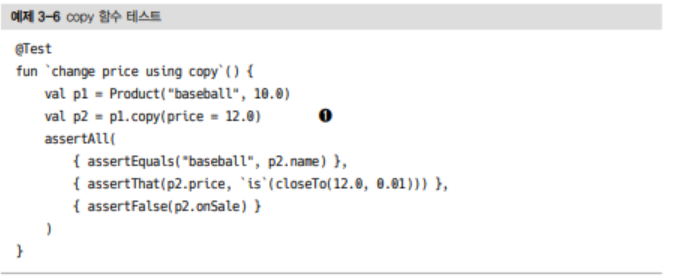 예제 3-6 copy 함수 테스트
@Test
fun `change price using copy`() {
    val p1 = Product("baseball", 10.0)
    val p2 = p1.copy(price = 12.0)          ❶
    assertAll(
        { assertEquals("baseball", p2.name) },
        { assertThat(p2.price, `is`(closeTo(12.0, 0.01))) },
        { assertFalse(p2.onSale) }
    )
}